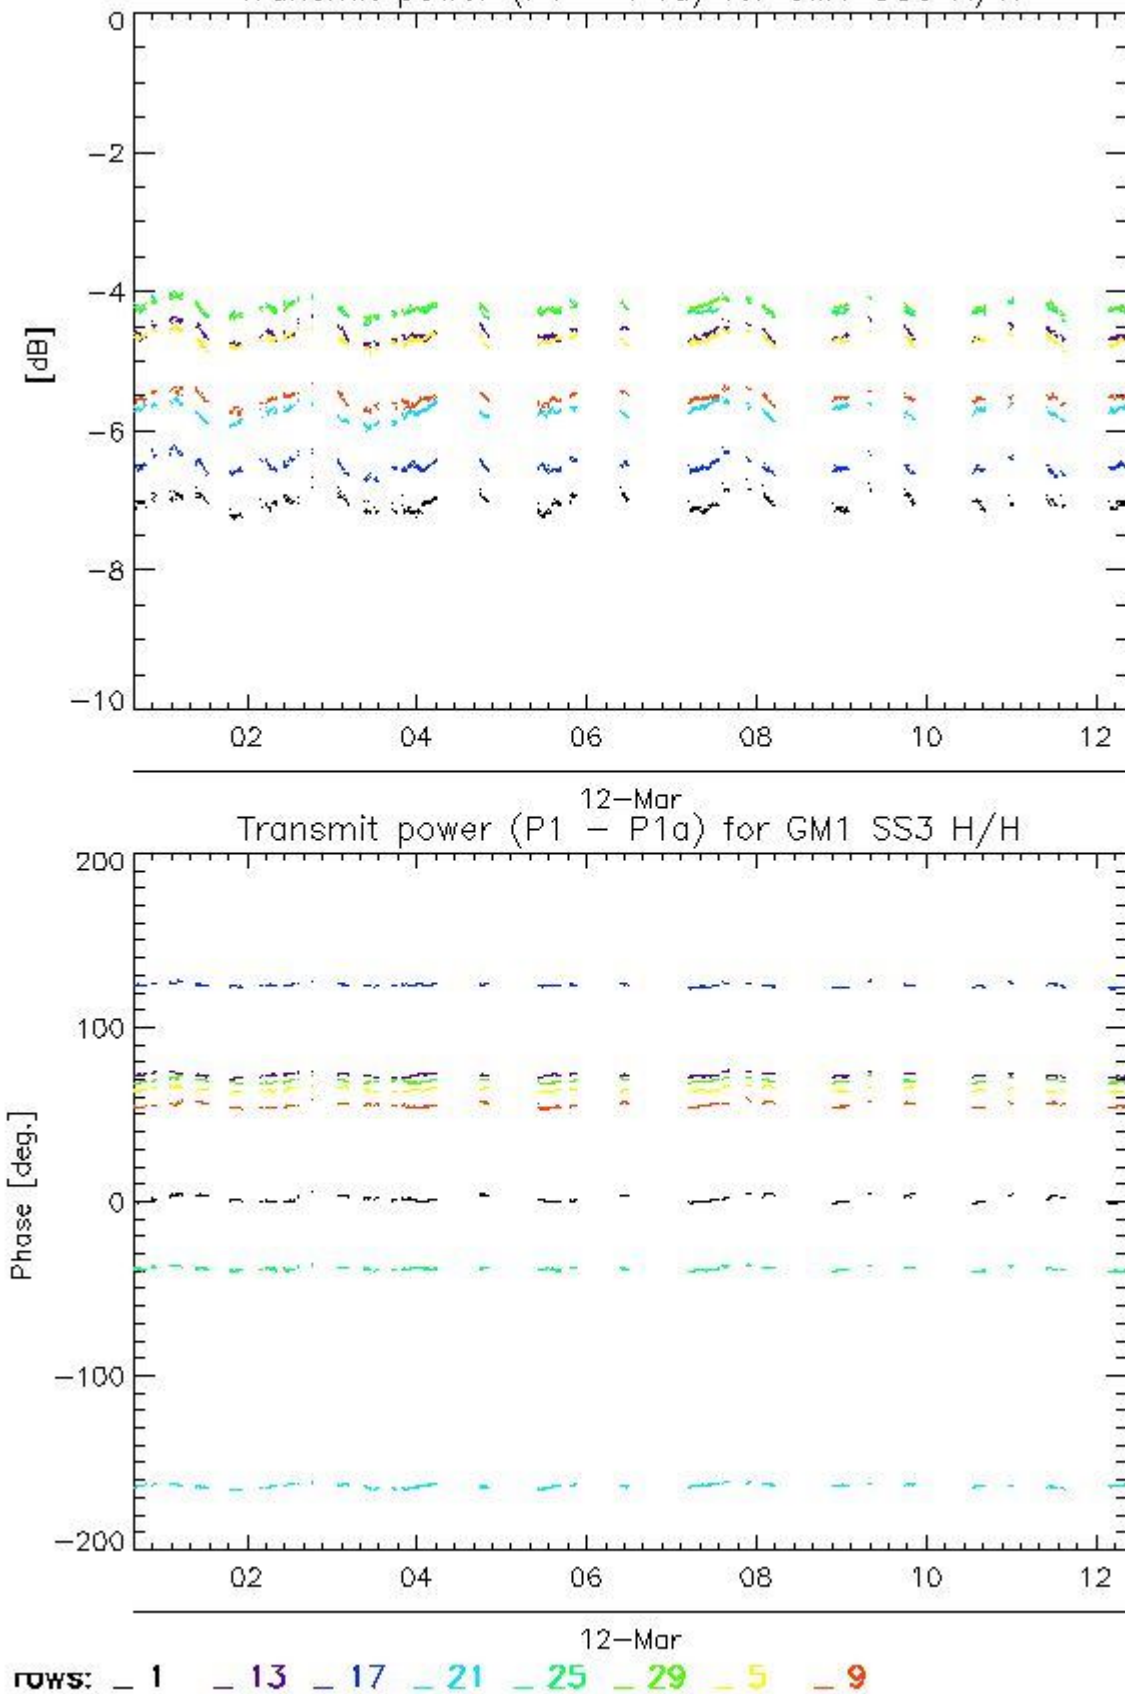 0
−2
−4
[dB]
−6
−8
−10
02 04 06 08 10 12
12−Mar
Transmit power (P1 − P1a) for GM1 SS3 H/H
200
100
Phase [deg.]
0
−100
−200
02 04 06 08 10 12
12−Mar
rows: _ 1 _ 13 _ 17 _ 21 _ 25 _ 29 _ 5 _ 9